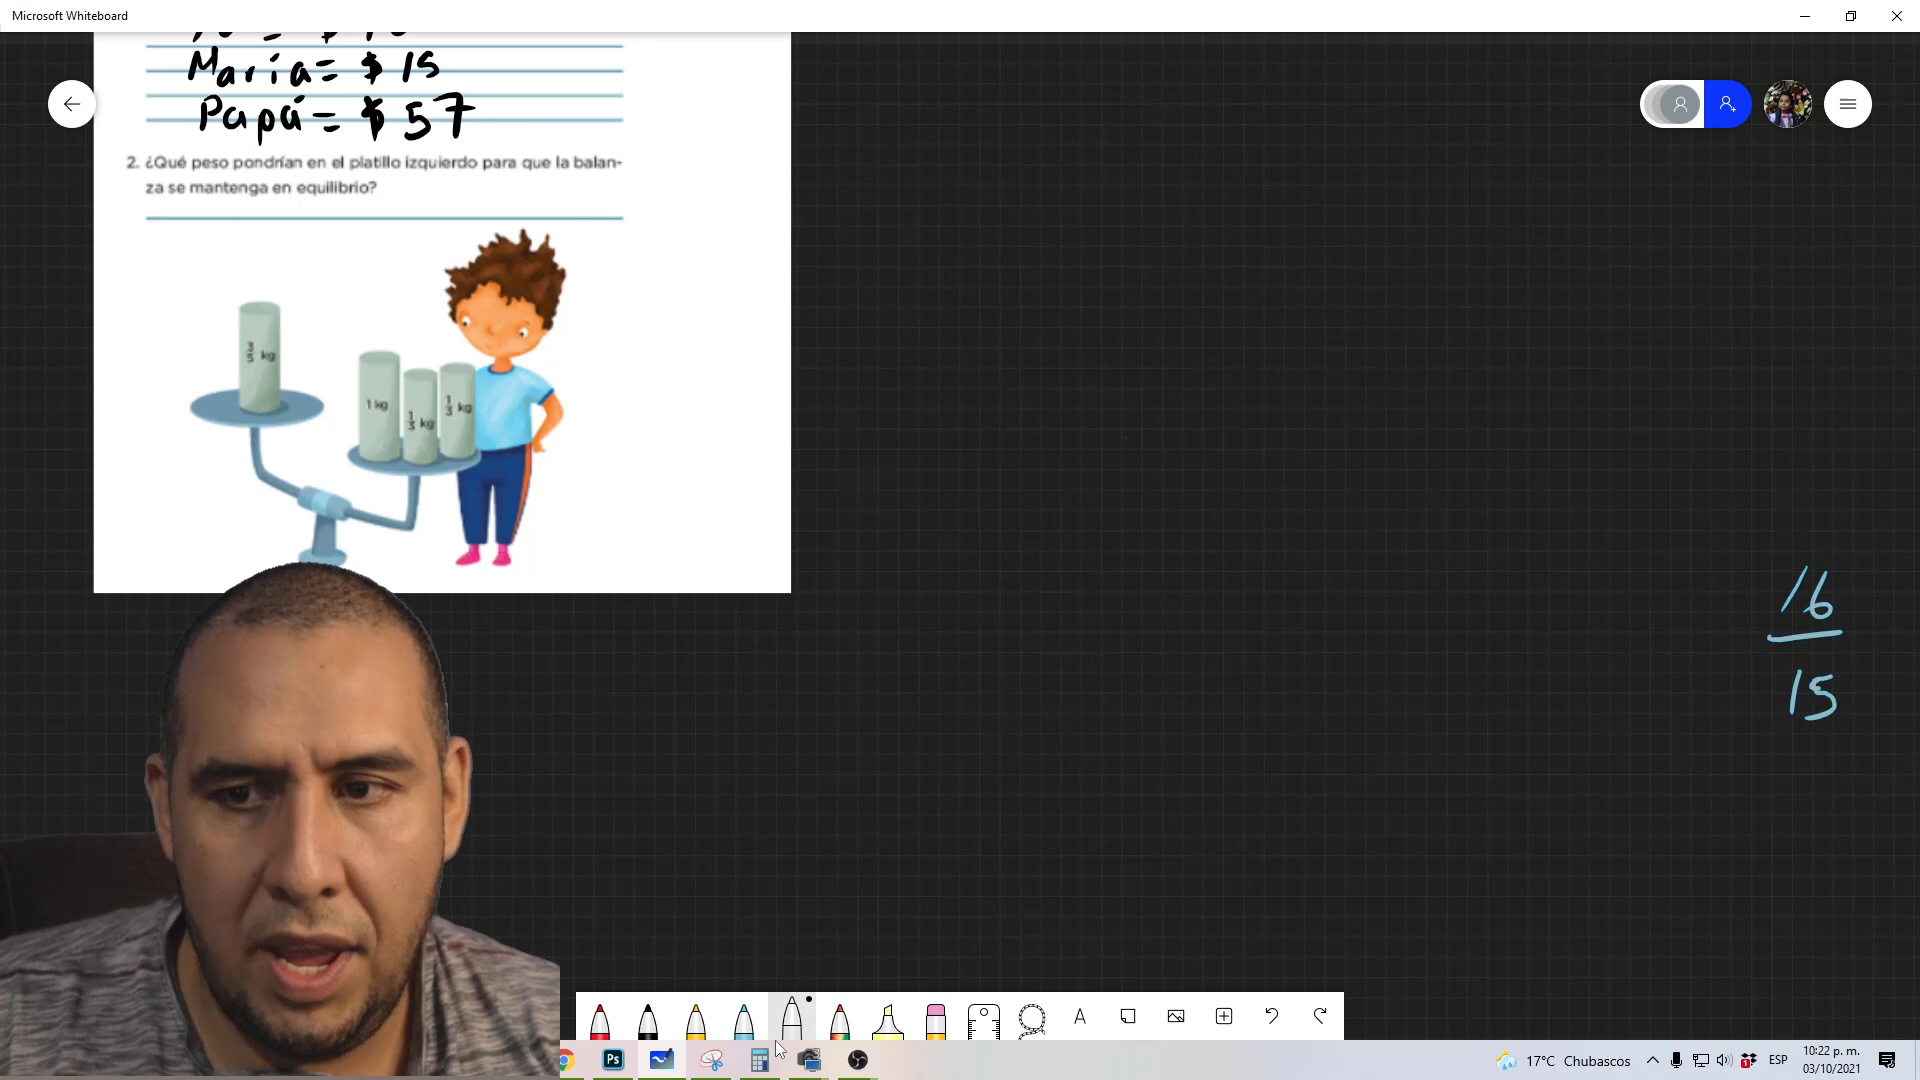 Microsoft Whiteboard
María = $ 15
Papá = $ 57
2. ¿Qué peso pondrían en el platillo izquierdo para que la balan-
za se mantenga en equilibrio?
3/5 kg
1 kg
1/3 kg
1/3 kg
16
15
A
Ps
17°C Chubascos
ESP
10:22 p. m.
03/10/2021